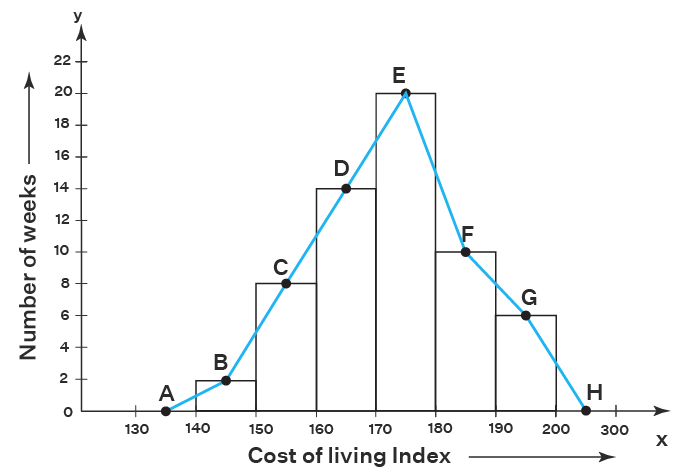 y
22
20
18
16
14
12
10
8
6
4
2
0
Number of weeks
A
B
C
D
E
F
G
H
130 140 150 160 170 180 190 200 300
x
Cost of living Index